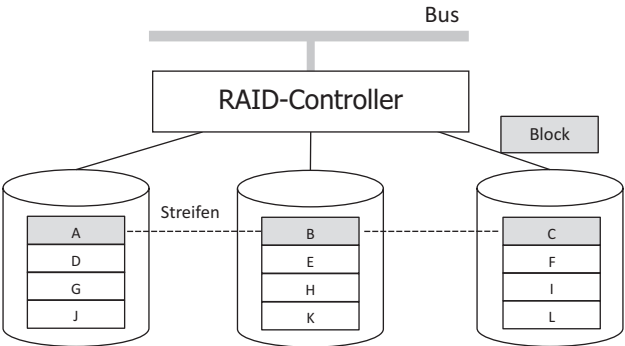 Bus
RAID-Controller
Block
Streifen
A
B
C
D
E
F
G
H
I
J
K
L